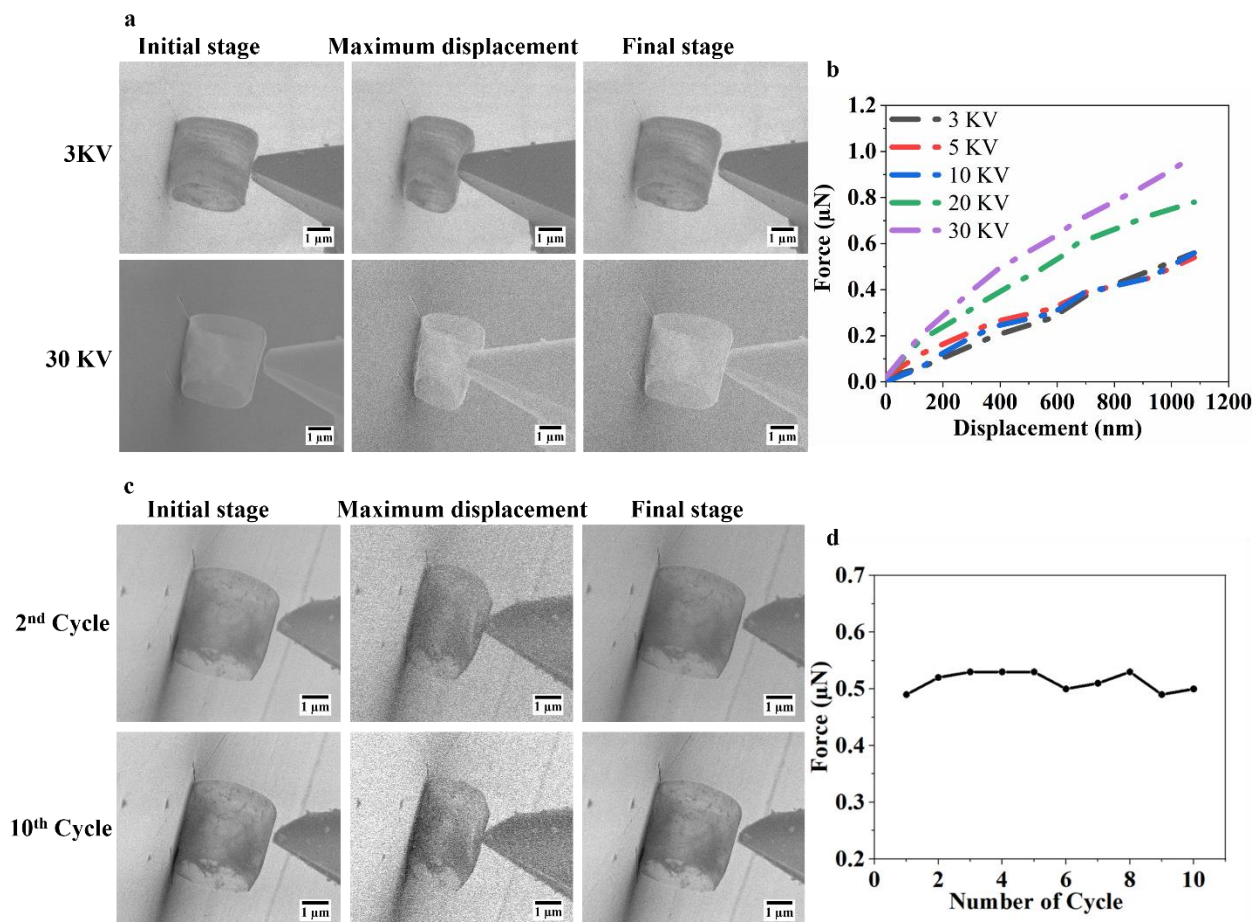 a
Initial stage Maximum displacement Final stage
3KV
1 µm
1 µm
1 µm
30 KV
1 µm
1 µm
1 µm
b
1.2
1.0
0.8
0.6
0.4
0.2
0.0
Force (µN)
3 KV
5 KV
10 KV
20 KV
30 KV
0 200 400 600 800 1000 1200
Displacement (nm)
c
Initial stage Maximum displacement Final stage
2nd Cycle
1 µm
1 µm
1 µm
10th Cycle
1 µm
1 µm
1 µm
d
0.7
0.6
0.5
0.4
0.3
0.2
Force (µN)
0 2 4 6 8 10
Number of Cycle